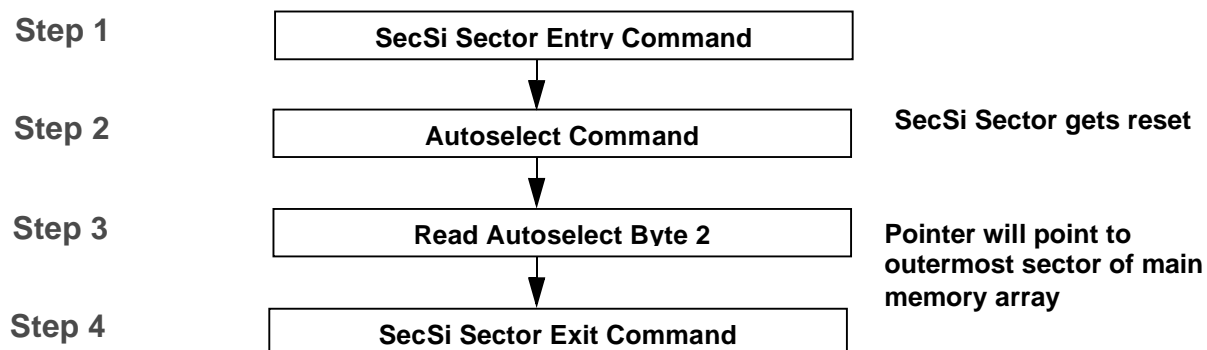 Step 1
SecSi Sector Entry Command
Step 2
Autoselect Command
SecSi Sector gets reset
Step 3
Read Autoselect Byte 2
Pointer will point to
outermost sector of main
memory array
Step 4
SecSi Sector Exit Command